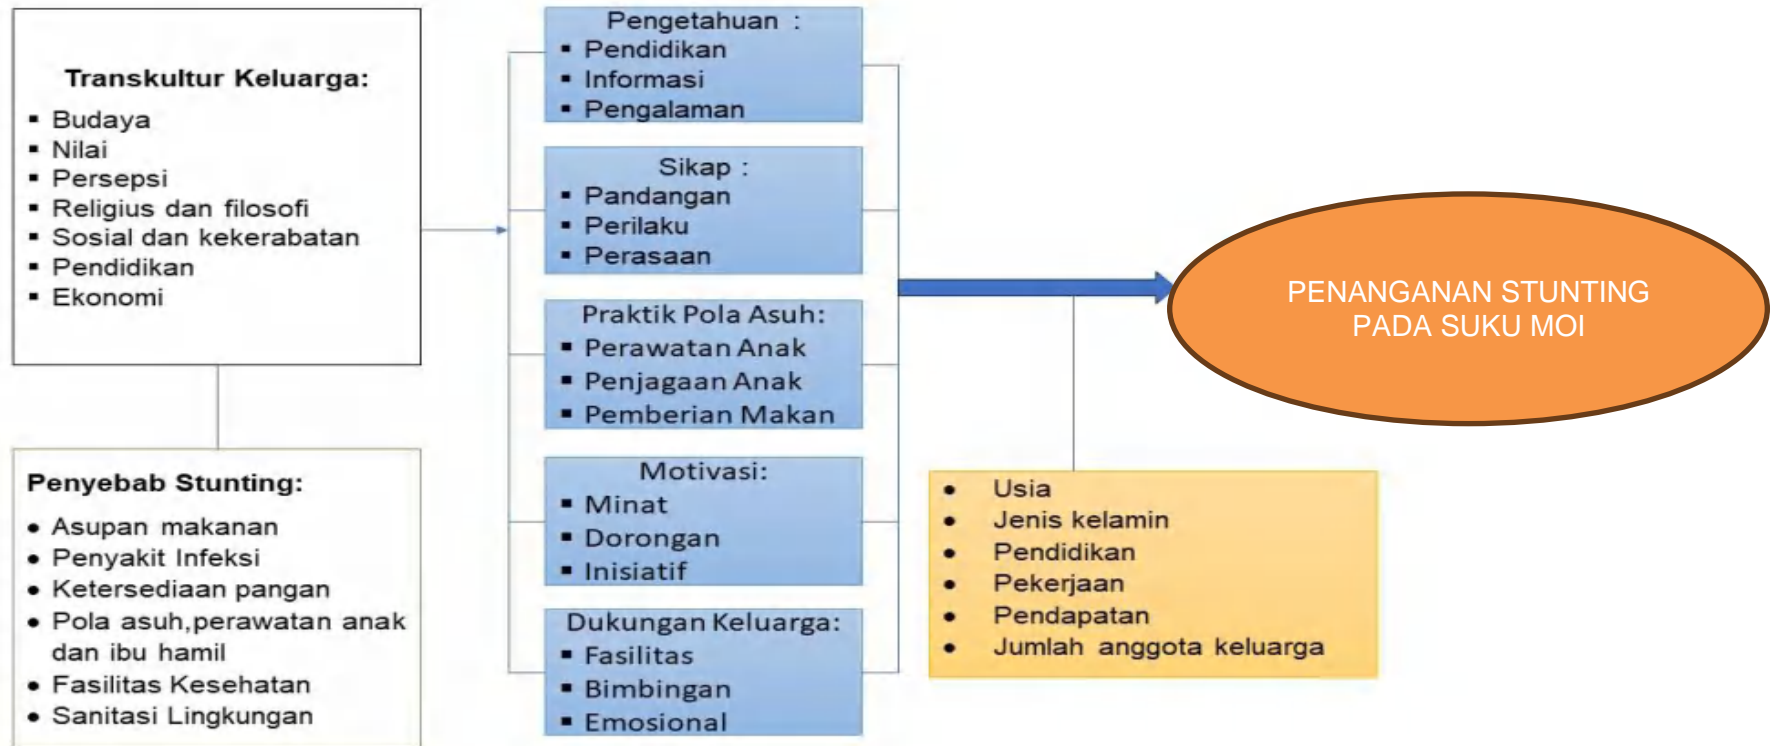 Transkultur Keluarga:
▪ Budaya
▪ Nilai
▪ Persepsi
▪ Religius dan filosofi
▪ Sosial dan kekerabatan
▪ Pendidikan
▪ Ekonomi
Penyebab Stunting:
• Asupan makanan
• Penyakit Infeksi
• Ketersediaan pangan
• Pola asuh,perawatan anak
dan ibu hamil
• Fasilitas Kesehatan
• Sanitasi Lingkungan
Pengetahuan :
▪ Pendidikan
▪ Informasi
▪ Pengalaman
Sikap :
▪ Pandangan
▪ Perilaku
▪ Perasaan
Praktik Pola Asuh:
▪ Perawatan Anak
▪ Penjagaan Anak
▪ Pemberian Makan
Motivasi:
▪ Minat
▪ Dorongan
▪ Inisiatif
Dukungan Keluarga:
▪ Fasilitas
▪ Bimbingan
▪ Emosional
• Usia
• Jenis kelamin
• Pendidikan
• Pekerjaan
• Pendapatan
• Jumlah anggota keluarga
PENANGANAN STUNTING
PADA SUKU MOI